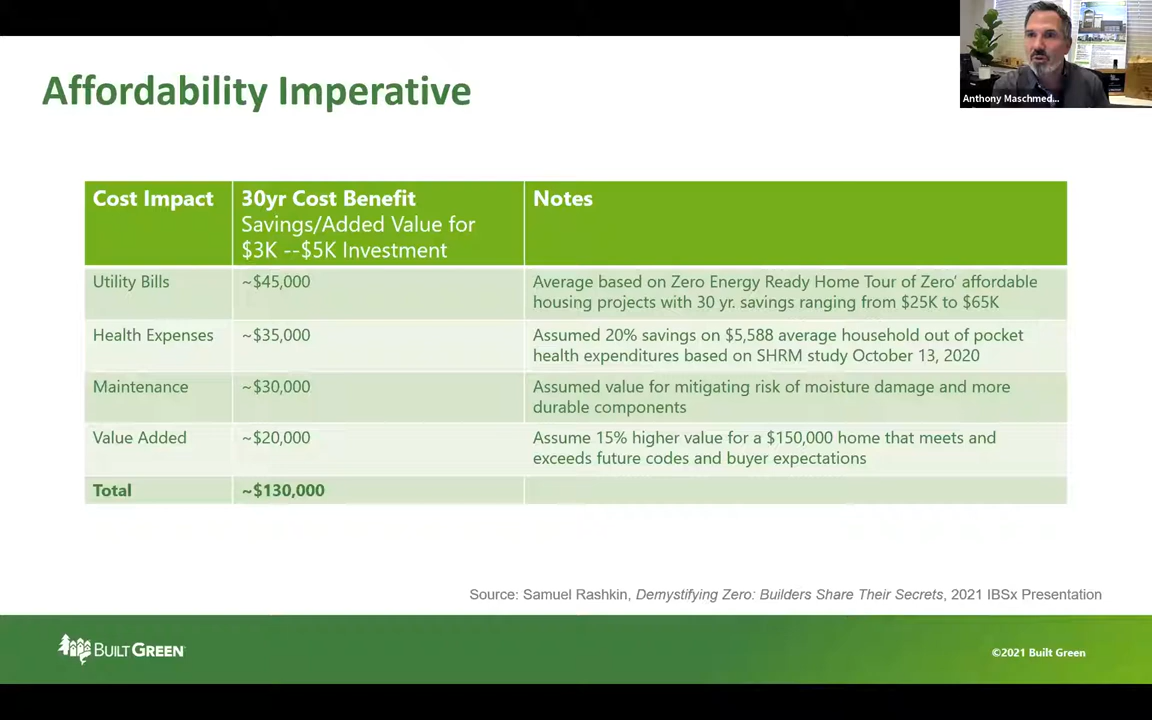 Affordability Imperative
Anthony Maschmed...
Cost Impact
30yr Cost Benefit
Savings/Added Value for
$3K --$5K Investment
Notes
Utility Bills
~$45,000
Average based on Zero Energy Ready Home Tour of Zero' affordable
housing projects with 30 yr. savings ranging from $25K to $65K
Health Expenses
~$35,000
Assumed 20% savings on $5,588 average household out of pocket
health expenditures based on SHRM study October 13, 2020
Maintenance
~$30,000
Assumed value for mitigating risk of moisture damage and more
durable components
Value Added
~$20,000
Assume 15% higher value for a $150,000 home that meets and
exceeds future codes and buyer expectations
Total
~$130,000
Source: Samuel Rashkin, Demystifying Zero: Builders Share Their Secrets, 2021 IBSx Presentation
BUILT GREEN
©2021 Built Green